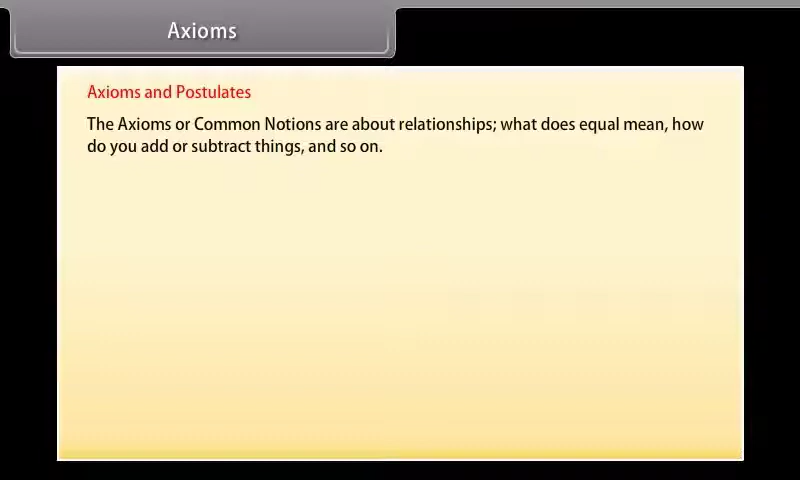 Axioms
Axioms and Postulates
The Axioms or Common Notions are about relationships; what does equal mean, how
do you add or subtract things, and so on.